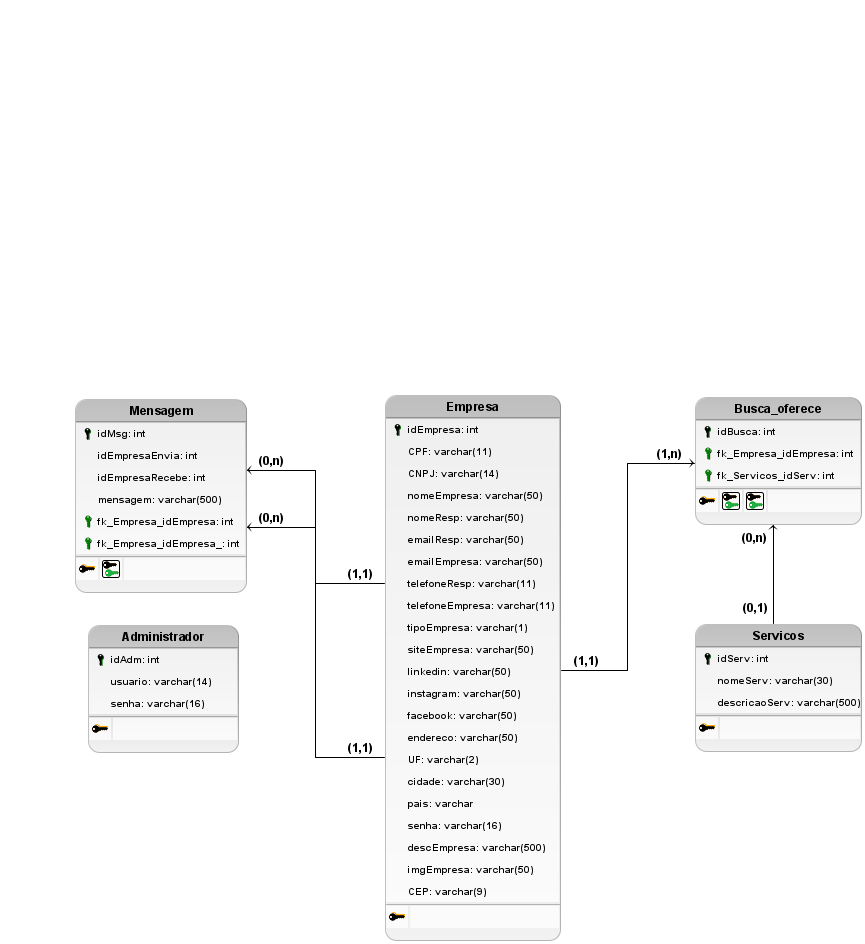 Mensagem
idMsg: int
idEmpresaEnvia: int
idEmpresaRecebe: int
mensagem: varchar(500)
fk_Empresa_idEmpresa: int
fk_Empresa_idEmpresa_: int
(0,n)
(0,n)
(1,1)
(1,1)
Administrador
idAdm: int
usuario: varchar(14)
senha: varchar(16)
Empresa
idEmpresa: int
CPF: varchar(11)
CNPJ: varchar(14)
nomeEmpresa: varchar(50)
nomeResp: varchar(50)
emailResp: varchar(50)
emailEmpresa: varchar(50)
telefoneResp: varchar(11)
telefoneEmpresa: varchar(11)
tipoEmpresa: varchar(1)
siteEmpresa: varchar(50)
linkedin: varchar(50)
instagram: varchar(50)
facebook: varchar(50)
endereco: varchar(50)
UF: varchar(2)
cidade: varchar(30)
pais: varchar
senha: varchar(16)
descEmpresa: varchar(500)
imgEmpresa: varchar(50)
CEP: varchar(9)
(1,n)
(1,1)
Busca_oferece
idBusca: int
fk_Empresa_idEmpresa: int
fk_Servicos_idServ: int
(0,n)
(0,1)
Servicos
idServ: int
nomeServ: varchar(30)
descricaoServ: varchar(500)